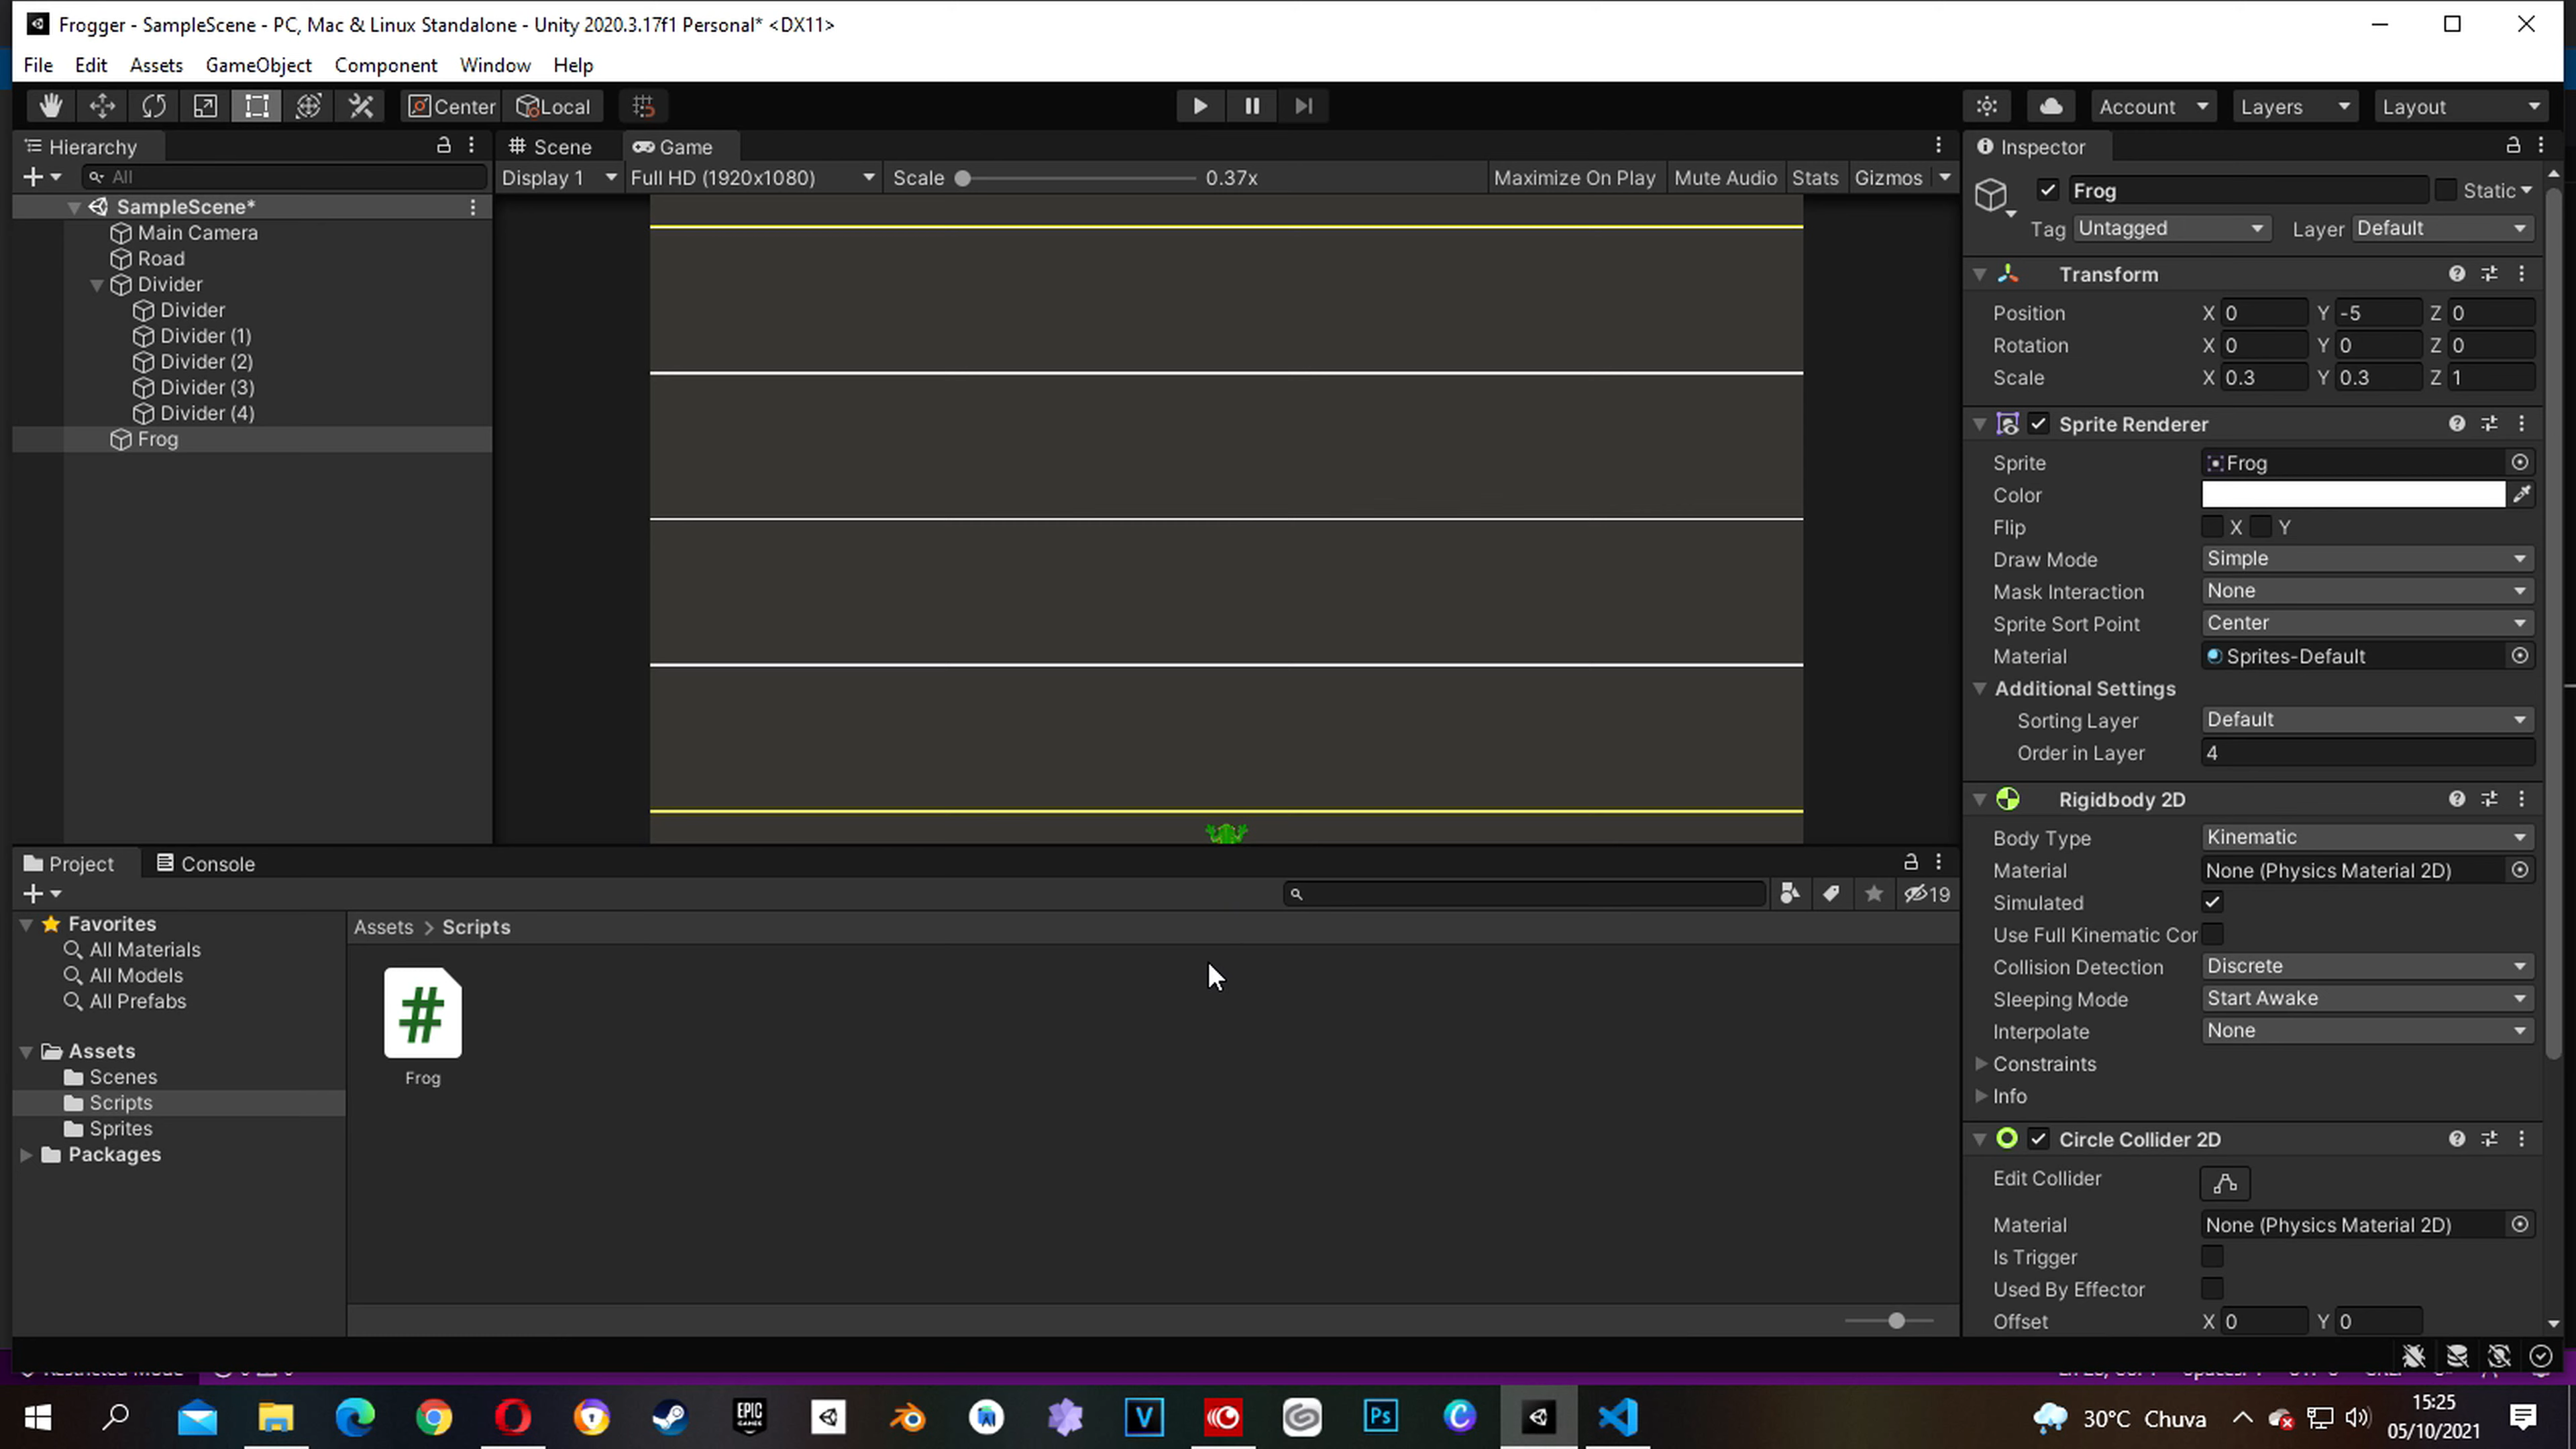 Frogger - SampleScene - PC, Mac & Linux Standalone - Unity 2020.3.17f1 Personal* <DX11>
File Edit Assets GameObject Component Window Help
Center Local Account Layers Layout
Hierarchy
All
SampleScene*
Main Camera
Road
Divider
Divider
Divider (1)
Divider (2)
Divider (3)
Divider (4)
Frog
Scene Game
Display 1 Full HD (1920x1080) Scale 0.37x Maximize On Play Mute Audio Stats Gizmos
Project Console
19
Favorites
All Materials
All Models
All Prefabs
Assets
Scenes
Scripts
Sprites
Packages
Assets > Scripts
#
Frog
Inspector
Frog Static
Tag Untagged Layer Default
Transform
Position X 0 Y -5 Z 0
Rotation X 0 Y 0 Z 0
Scale X 0.3 Y 0.3 Z 1
Sprite Renderer
Sprite Frog
Color
Flip X Y
Draw Mode Simple
Mask Interaction None
Sprite Sort Point Center
Material Sprites-Default
Additional Settings
Sorting Layer Default
Order in Layer 4
Rigidbody 2D
Body Type Kinematic
Material None (Physics Material 2D)
Simulated
Use Full Kinematic Cor
Collision Detection Discrete
Sleeping Mode Start Awake
Interpolate None
Constraints
Info
Circle Collider 2D
Edit Collider
Material None (Physics Material 2D)
Is Trigger
Used By Effector
Offset X 0 Y 0
Restricted Mode
EPIC GAMES
V
Ps
C
30°C Chuva
15:25
05/10/2021